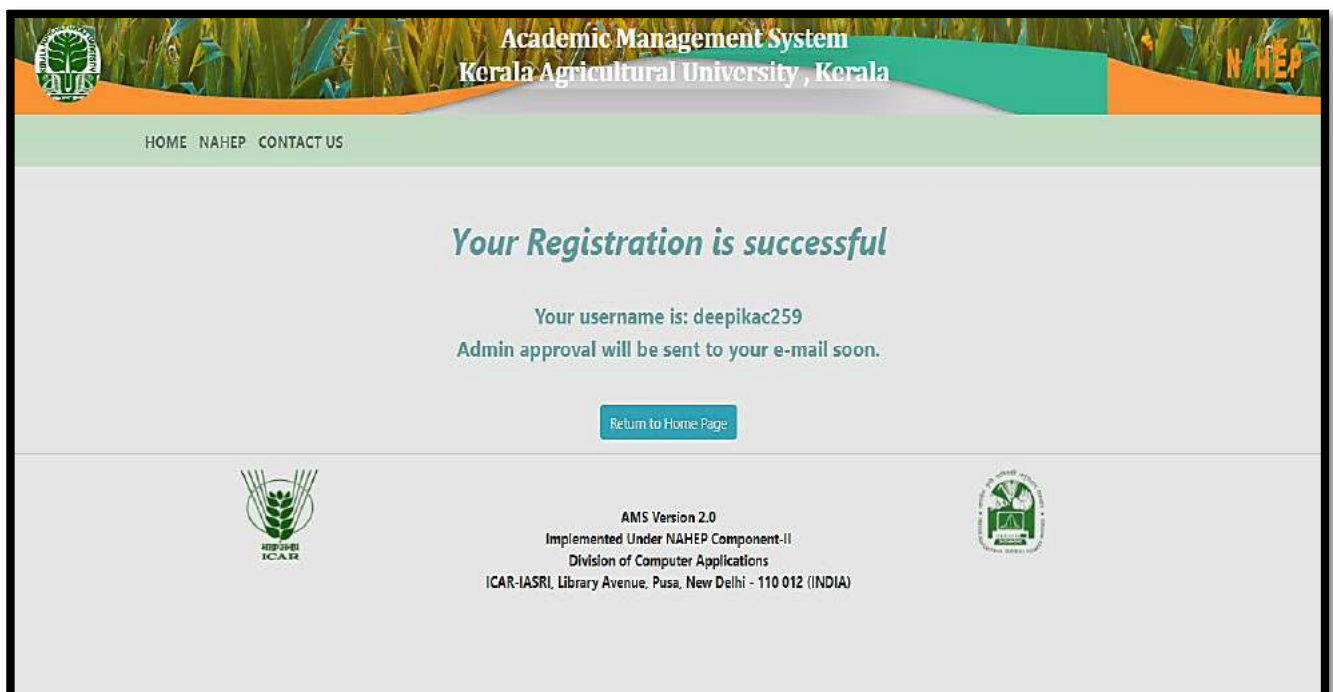 Academic Management System
Kerala Agricultural University , Kerala
NAHEP
HOME NAHEP CONTACT US
Your Registration is successful
Your username is: deepikac259
Admin approval will be sent to your e-mail soon.
Return to Home Page
ICAR
AMS Version 2.0
Implemented Under NAHEP Component-II
Division of Computer Applications
ICAR-IASRI, Library Avenue, Pusa, New Delhi - 110 012 (INDIA)